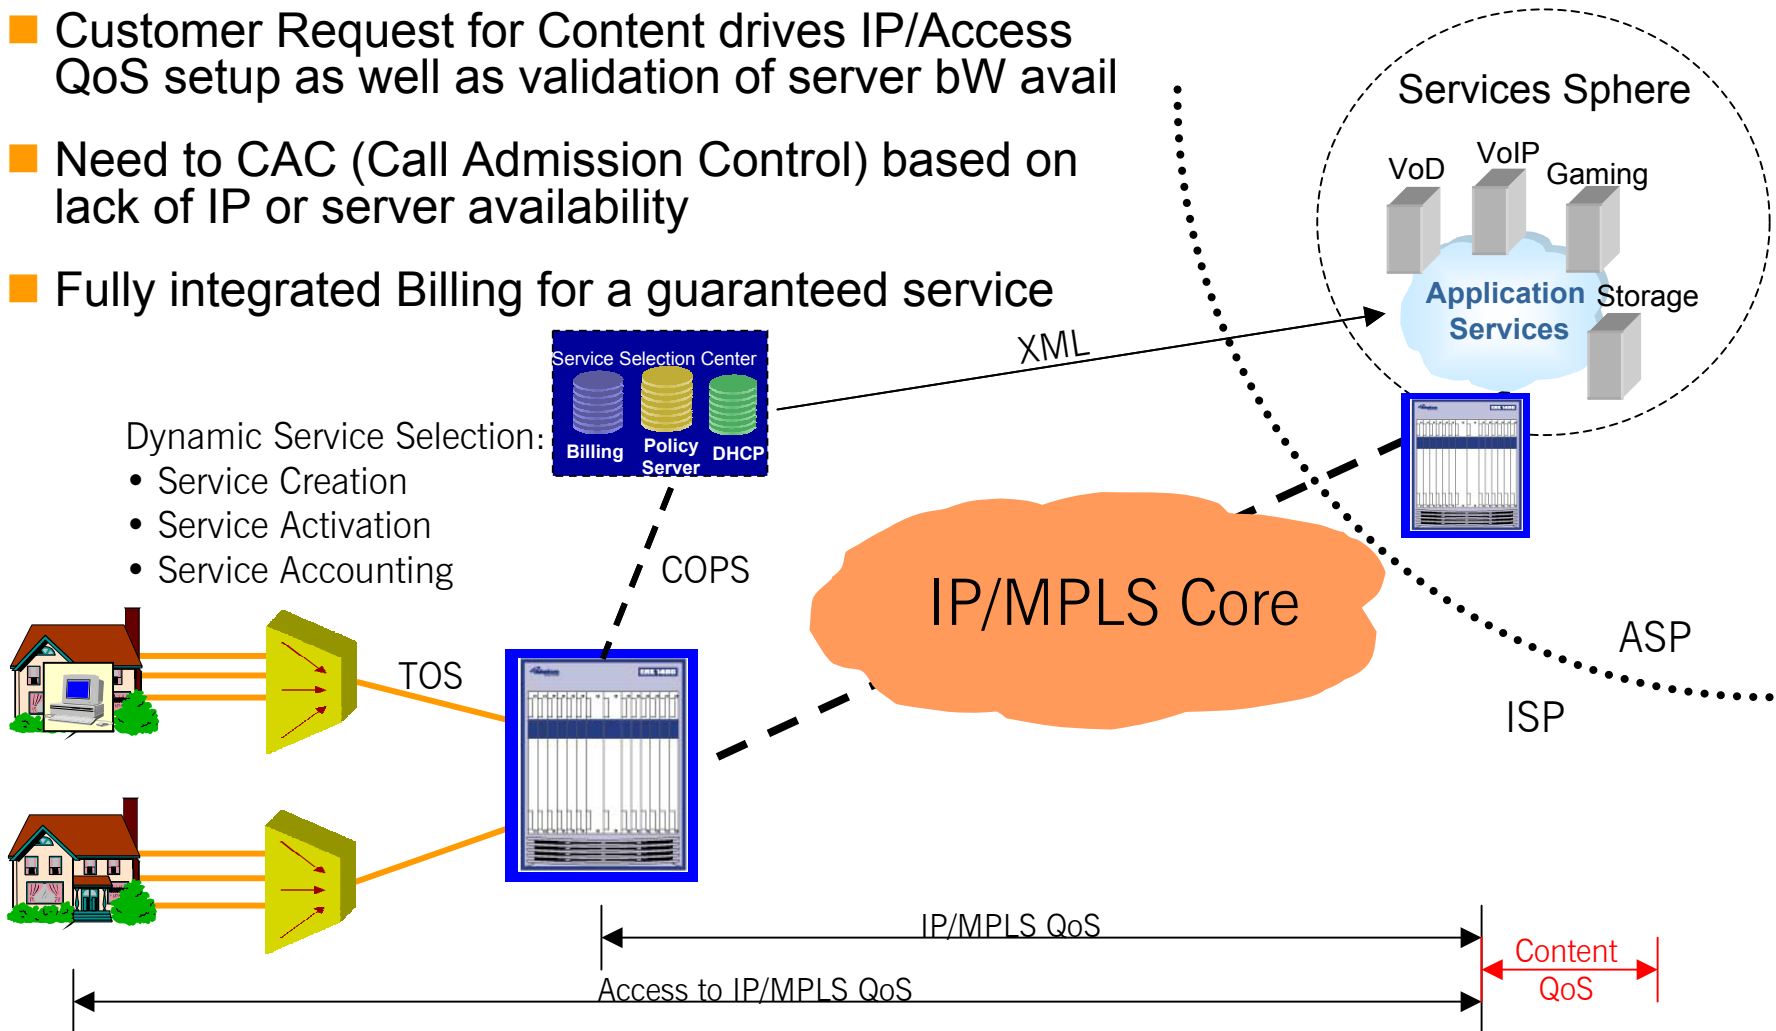 Customer Request for Content drives IP/Access
QoS setup as well as validation of server bW avail
Need to CAC (Call Admission Control) based on
lack of IP or server availability
Fully integrated Billing for a guaranteed service
Services Sphere
VoD
VoIP
Gaming
Application
Services
Storage
XML
Service Selection Center
Billing
Policy
Server
DHCP
Dynamic Service Selection:
• Service Creation
• Service Activation
• Service Accounting
COPS
IP/MPLS Core
TOS
ASP
ISP
IP/MPLS QoS
Access to IP/MPLS QoS
Content
QoS